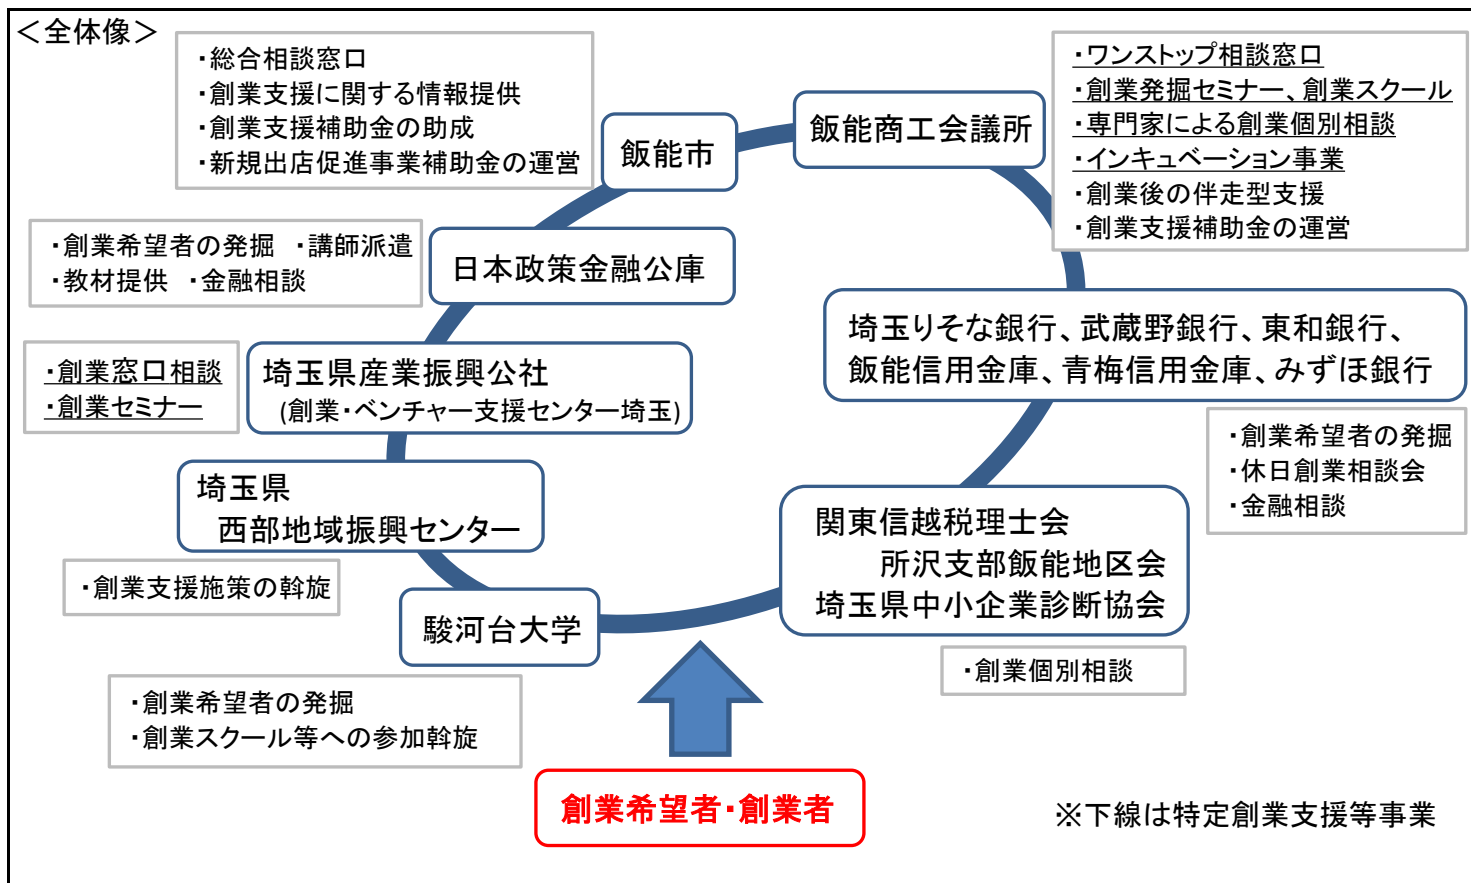 ＜全体像＞
・総合相談窓口
・創業支援に関する情報提供
・創業支援補助金の助成
・新規出店促進事業補助金の運営
飯能市
飯能商工会議所
・ワンストップ相談窓口
・創業発掘セミナー、創業スクール
・専門家による創業個別相談
・インキュベーション事業
・創業後の伴走型支援
・創業支援補助金の運営
・創業希望者の発掘　・講師派遣
・教材提供　・金融相談
日本政策金融公庫
埼玉りそな銀行、武蔵野銀行、東和銀行、
飯能信用金庫、青梅信用金庫、みずほ銀行
・創業希望者の発掘
・休日創業相談会
・金融相談
・創業窓口相談
・創業セミナー
埼玉県産業振興公社
(創業・ベンチャー支援センター埼玉)
埼玉県
西部地域振興センター
・創業支援施策の斡旋
関東信越税理士会
所沢支部飯能地区会
埼玉県中小企業診断協会
・創業個別相談
駿河台大学
・創業希望者の発掘
・創業スクール等への参加斡旋
創業希望者・創業者
※下線は特定創業支援等事業